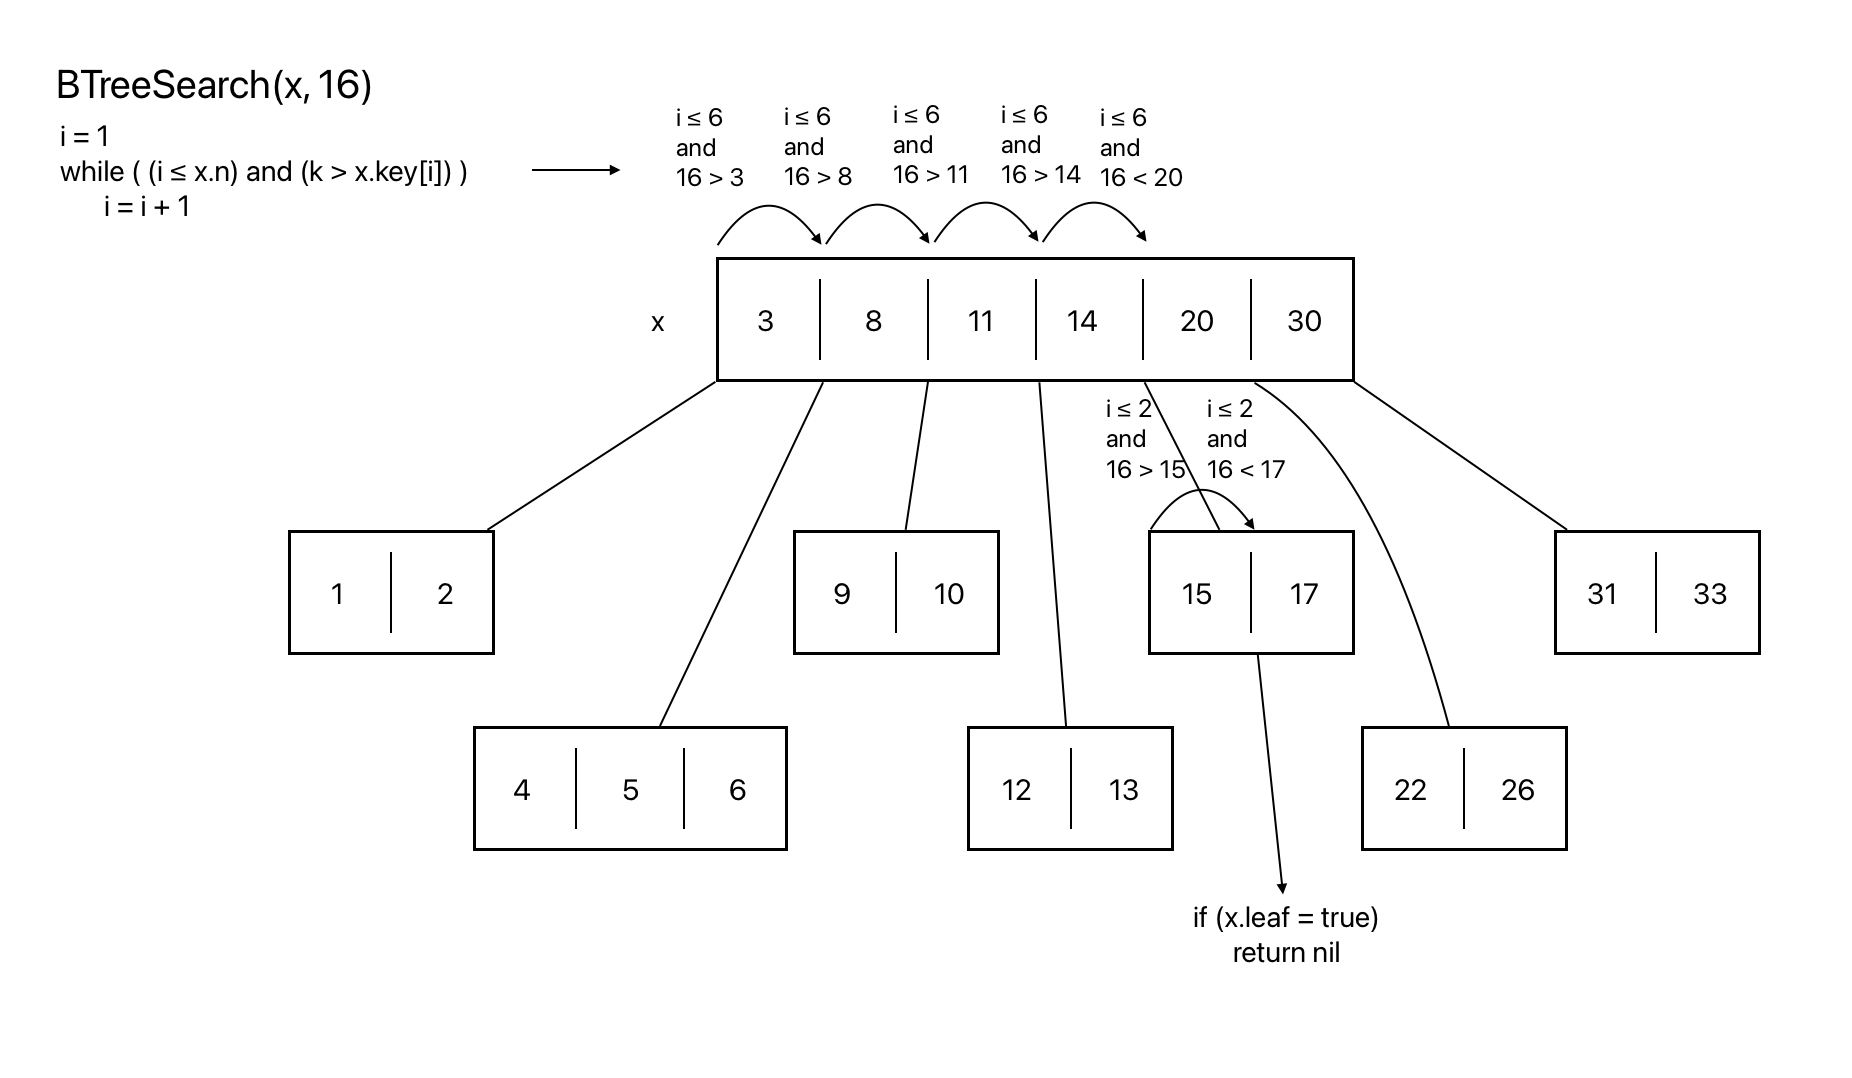 BTreeSearch(x, 16)
i = 1
while ( (i ≤ x.n) and (k > x.key[i]) )
i = i + 1
i ≤ 6
and
16 > 3
i ≤ 6
and
16 > 8
i ≤ 6
and
16 > 11
i ≤ 6
and
16 > 14
i ≤ 6
and
16 < 20
x
3
8
11
14
20
30
i ≤ 2
and
16 > 15
i ≤ 2
and
16 < 17
1
2
9
10
15
17
31
33
4
5
6
12
13
22
26
if (x.leaf = true)
return nil